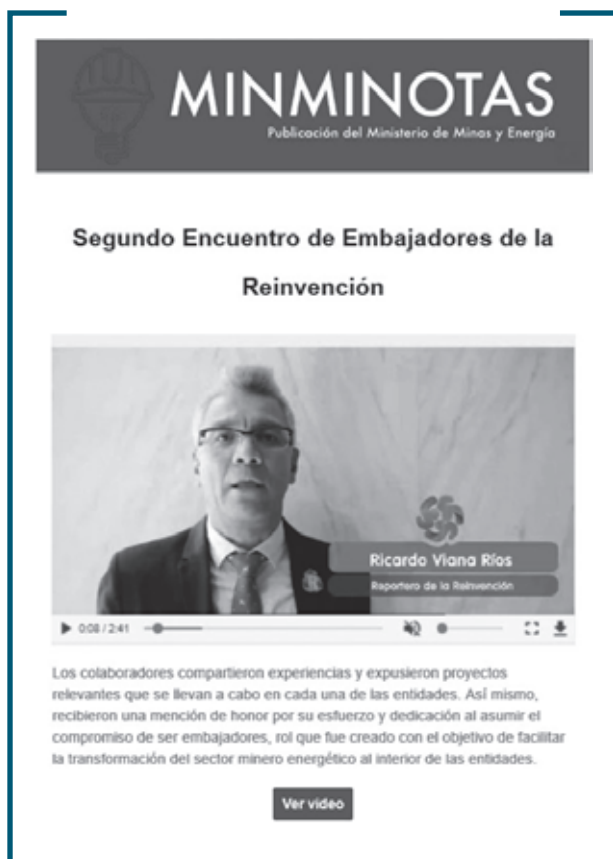 MINMINOTAS
Publicación del Ministerio de Minas y Energía
Segundo Encuentro de Embajadores de la
Reinvención
Ricardo Viana Ríos
Reportero de la Reinvención
0:08 / 2:41
Los colaboradores compartieron experiencias y expusieron proyectos
relevantes que se llevan a cabo en cada una de las entidades. Así mismo,
recibieron una mención de honor por su esfuerzo y dedicación al asumir el
compromiso de ser embajadores, rol que fue creado con el objetivo de facilitar
la transformación del sector minero energético al interior de las entidades.
Ver video